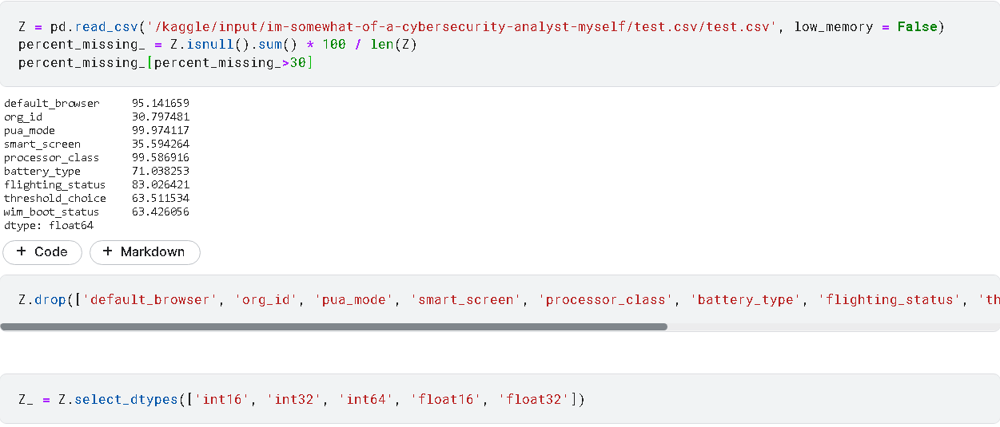 Z = pd.read_csv('/kaggle/input/im-somewhat-of-a-cybersecurity-analyst-myself/test.csv/test.csv', low_memory = False)
percent_missing_ = Z.isnull().sum() * 100 / len(Z)
percent_missing_[percent_missing_>30]
default_browser     95.141659
org_id              30.797481
pua_mode            99.974117
smart_screen        35.594264
processor_class     99.586916
battery_type        71.038253
flighting_status    83.026421
threshold_choice    63.511534
wim_boot_status     63.426056
dtype: float64
+ Code + Markdown
Z.drop(['default_browser', 'org_id', 'pua_mode', 'smart_screen', 'processor_class', 'battery_type', 'flighting_status', 'th
Z_ = Z.select_dtypes(['int16', 'int32', 'int64', 'float16', 'float32'])